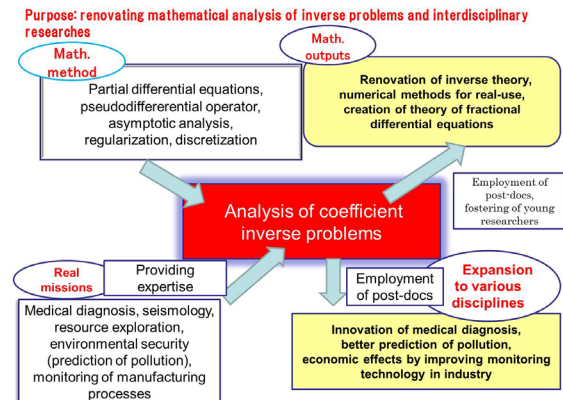 Purpose: renovating mathematical analysis of inverse problems and interdisciplinary
researches
Math.
method
Partial differential equations,
pseudodiffererential operator,
asymptotic analysis,
regularization, discretization
Math.
outputs
Renovation of inverse theory,
numerical methods for real-use,
creation of theory of fractional
differential equations
Analysis of coefficient
inverse problems
Employment of
post-docs,
fostering of young
researchers
Real
missions
Providing
expertise
Medical diagnosis, seismology,
resource exploration,
environmental security
(prediction of pollution),
monitoring of manufacturing
processes
Employment
of post-docs
Expansion
to various
disciplines
Innovation of medical diagnosis,
better prediction of pollution,
economic effects by improving monitoring
technology in industry